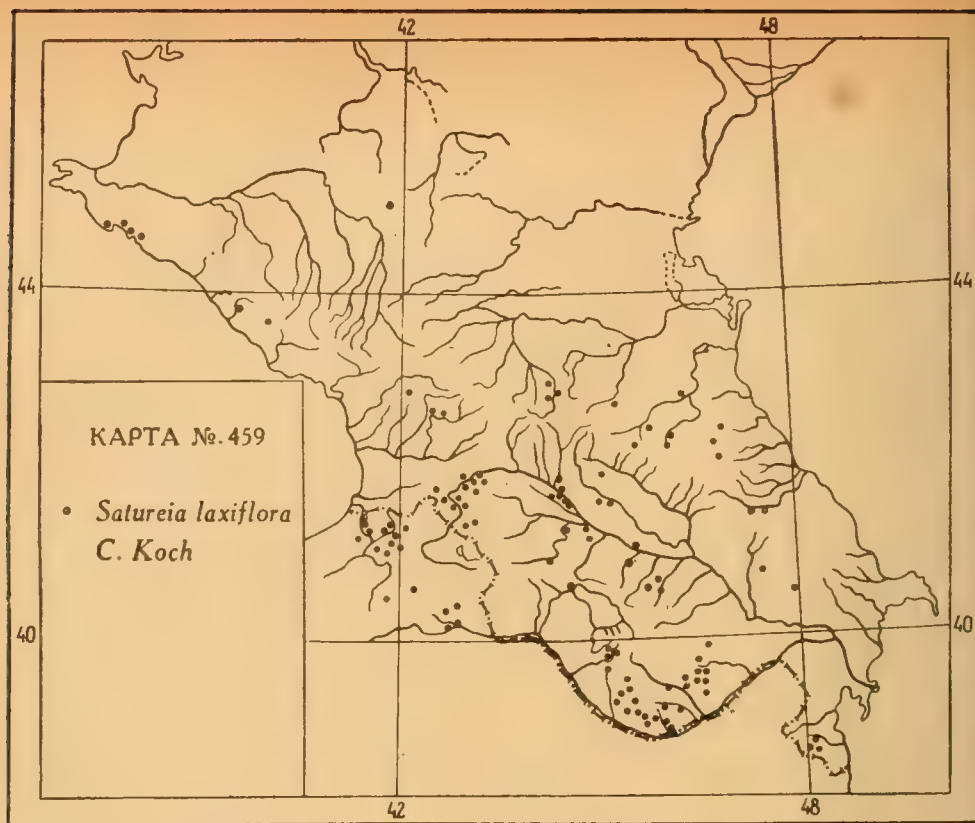 42 48
44 44
КАРТА №. 459
• Satureia laxiflora
C. Koch
40 40
42 48